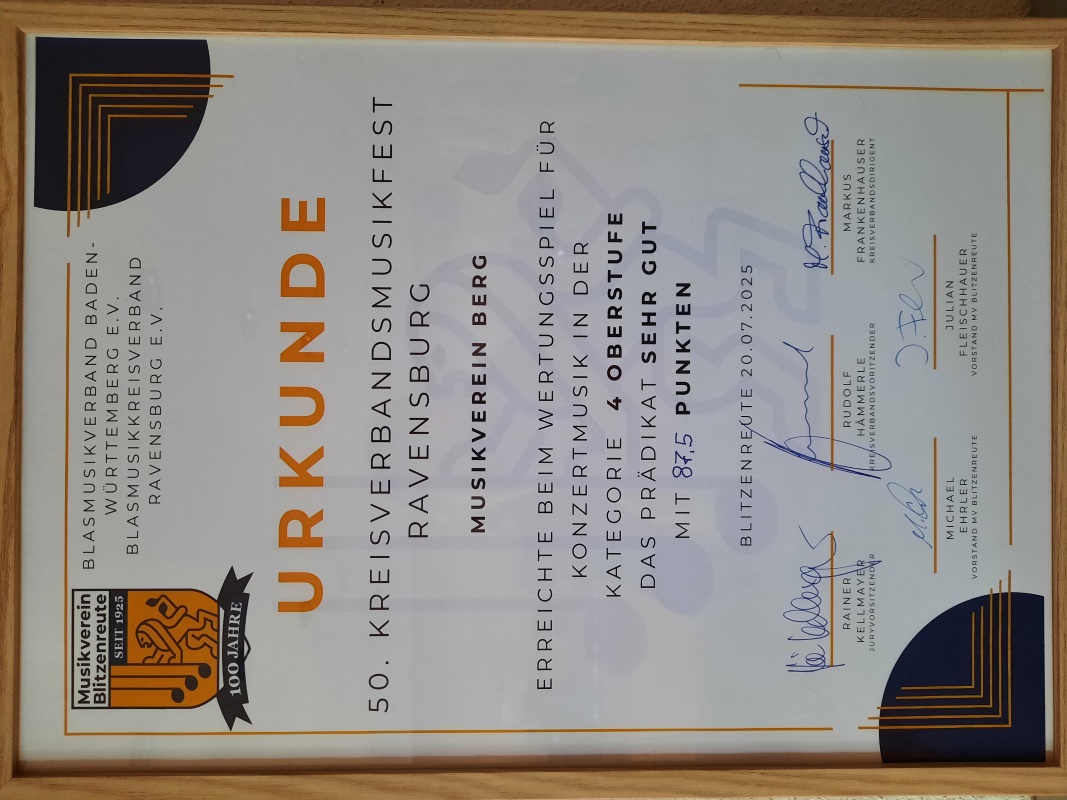 Musikverein
Blitzenreute
SEIT 1925
100 JAHRE
BLASMUSIKVERBAND BADEN-
WÜRTTEMBERG E.V.
BLASMUSIKKREISVERBAND
RAVENSBURG E.V.
URKUNDE
50. KREISVERBANDSMUSIKFEST
RAVENSBURG
MUSIKVEREIN BERG
ERREICHTE BEIM WERTUNGSSPIEL FÜR
KONZERTMUSIK IN DER
KATEGORIE 4 OBERSTUFE
DAS PRÄDIKAT SEHR GUT
MIT 87,5 PUNKTEN
BLITZENREUTE 20.07.2025
RAINER
KELLMAYER
JURYVORSITZENDER
RUDOLF
HÄMMERLE
KREISVERBANDSVORITZENDER
MARKUS
FRANKENHAUSER
KREISVERBANDSDIRIGENT
MICHAEL
EHRLER
VORSTAND MV BLITZENREUTE
JULIAN
FLEISCHHAUER
VORSTAND MV BLITZENREUTE